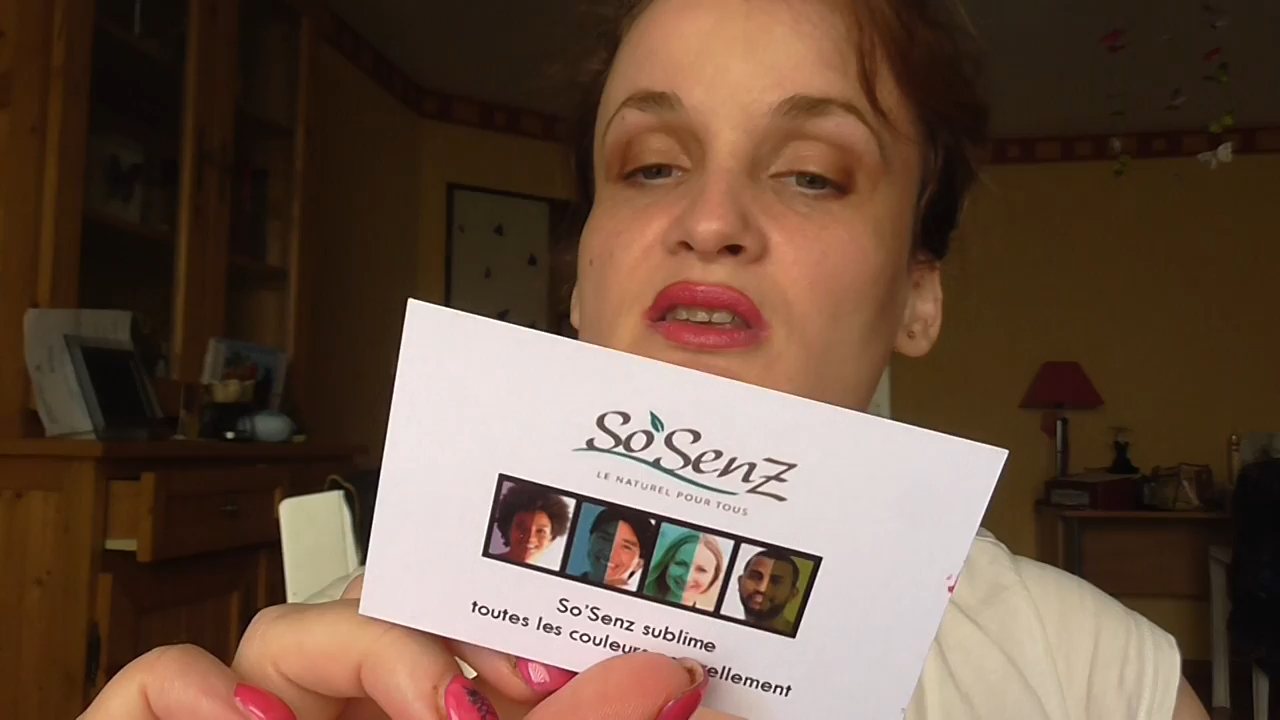 So'SenZ
LE NATUREL POUR TOUS
So'Senz sublime
toutes les